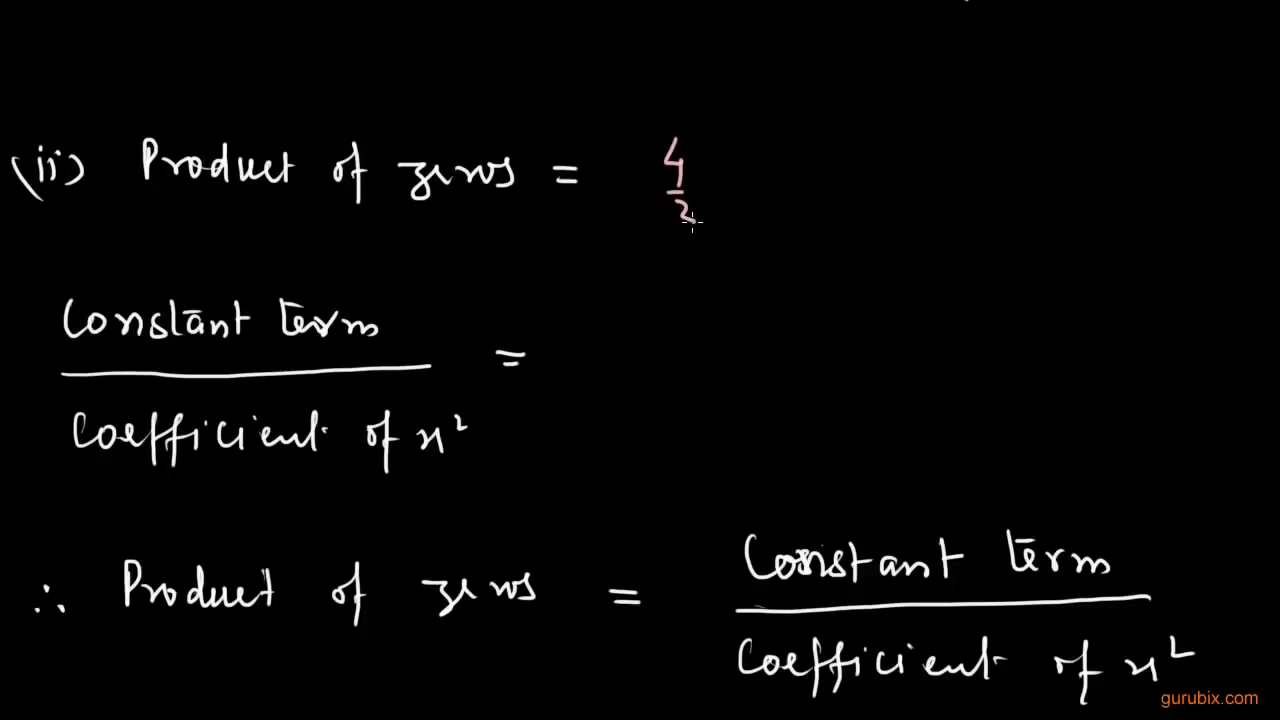 (ii) Product of zeros = 4/2
Constant term
=
Coefficient of x²
∴ Product of zeros = Constant term
Coefficient of x²
gurubix.com